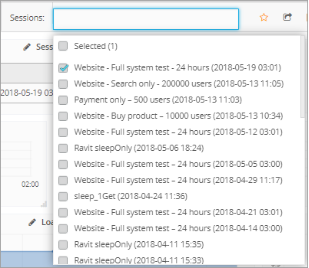 Sessions:
Selected (1)
Website - Full system test - 24 hours (2018-05-19 03:01)
Website - Search only - 200000 users (2018-05-13 11:05)
Payment only – 500 users (2018-05-13 11:03)
Website - Buy product – 10000 users (2018-05-13 10:34)
Website - Full system test – 24 hours (2018-05-12 03:01)
Ravit sleepOnly (2018-05-06 18:24)
Website - Full system test – 24 hours (2018-05-05 03:00)
Website - Full system test – 24 hours (2018-04-29 11:17)
sleep_1Get (2018-04-24 11:36)
Website - Full system test – 24 hours (2018-04-21 03:01)
Website - Full system test – 24 hours (2018-04-14 03:00)
Ravit sleepOnly (2018-04-11 15:35)
Ravit sleepOnly (2018-04-11 15:33)
Sess
2018-05-19 03:01
02:00
Loa